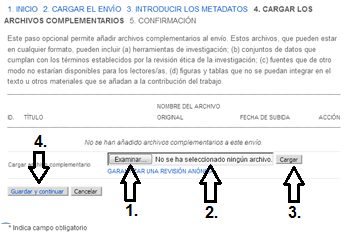 1. INICIO 2. CARGAR EL ENVÍO 3. INTRODUCIR LOS METADATOS 4. CARGAR LOS
ARCHIVOS COMPLEMENTARIOS 5. CONFIRMACIÓN
Este paso opcional permite añadir archivos complementarios al envío. Estos archivos, que pueden estar
en cualquier formato, pueden incluir (a) herramientas de investigación; (b) conjuntos de datos que
cumplan con los términos establecidos por la revisión ética de la investigación; (c) fuentes que de otro
modo no estarían disponibles para los lectores/as, (d) figuras y tablas que no se puedan integrar en el
texto u otros materiales que se añadan a la contribución del trabajo.
NOMBRE DEL ARCHIVO
ID. TÍTULO ORIGINAL FECHA DE SUBIDA ACCIÓN
No se han añadido archivos complementarios a este envío.
4.
Cargar archivo complementario Examinar... No se ha seleccionado ningún archivo. Cargar
GARANTIZAR UNA REVISIÓN ANÓNIMA
Guardar y continuar Cancelar
1. 2. 3.
* Indica campo obligatorio